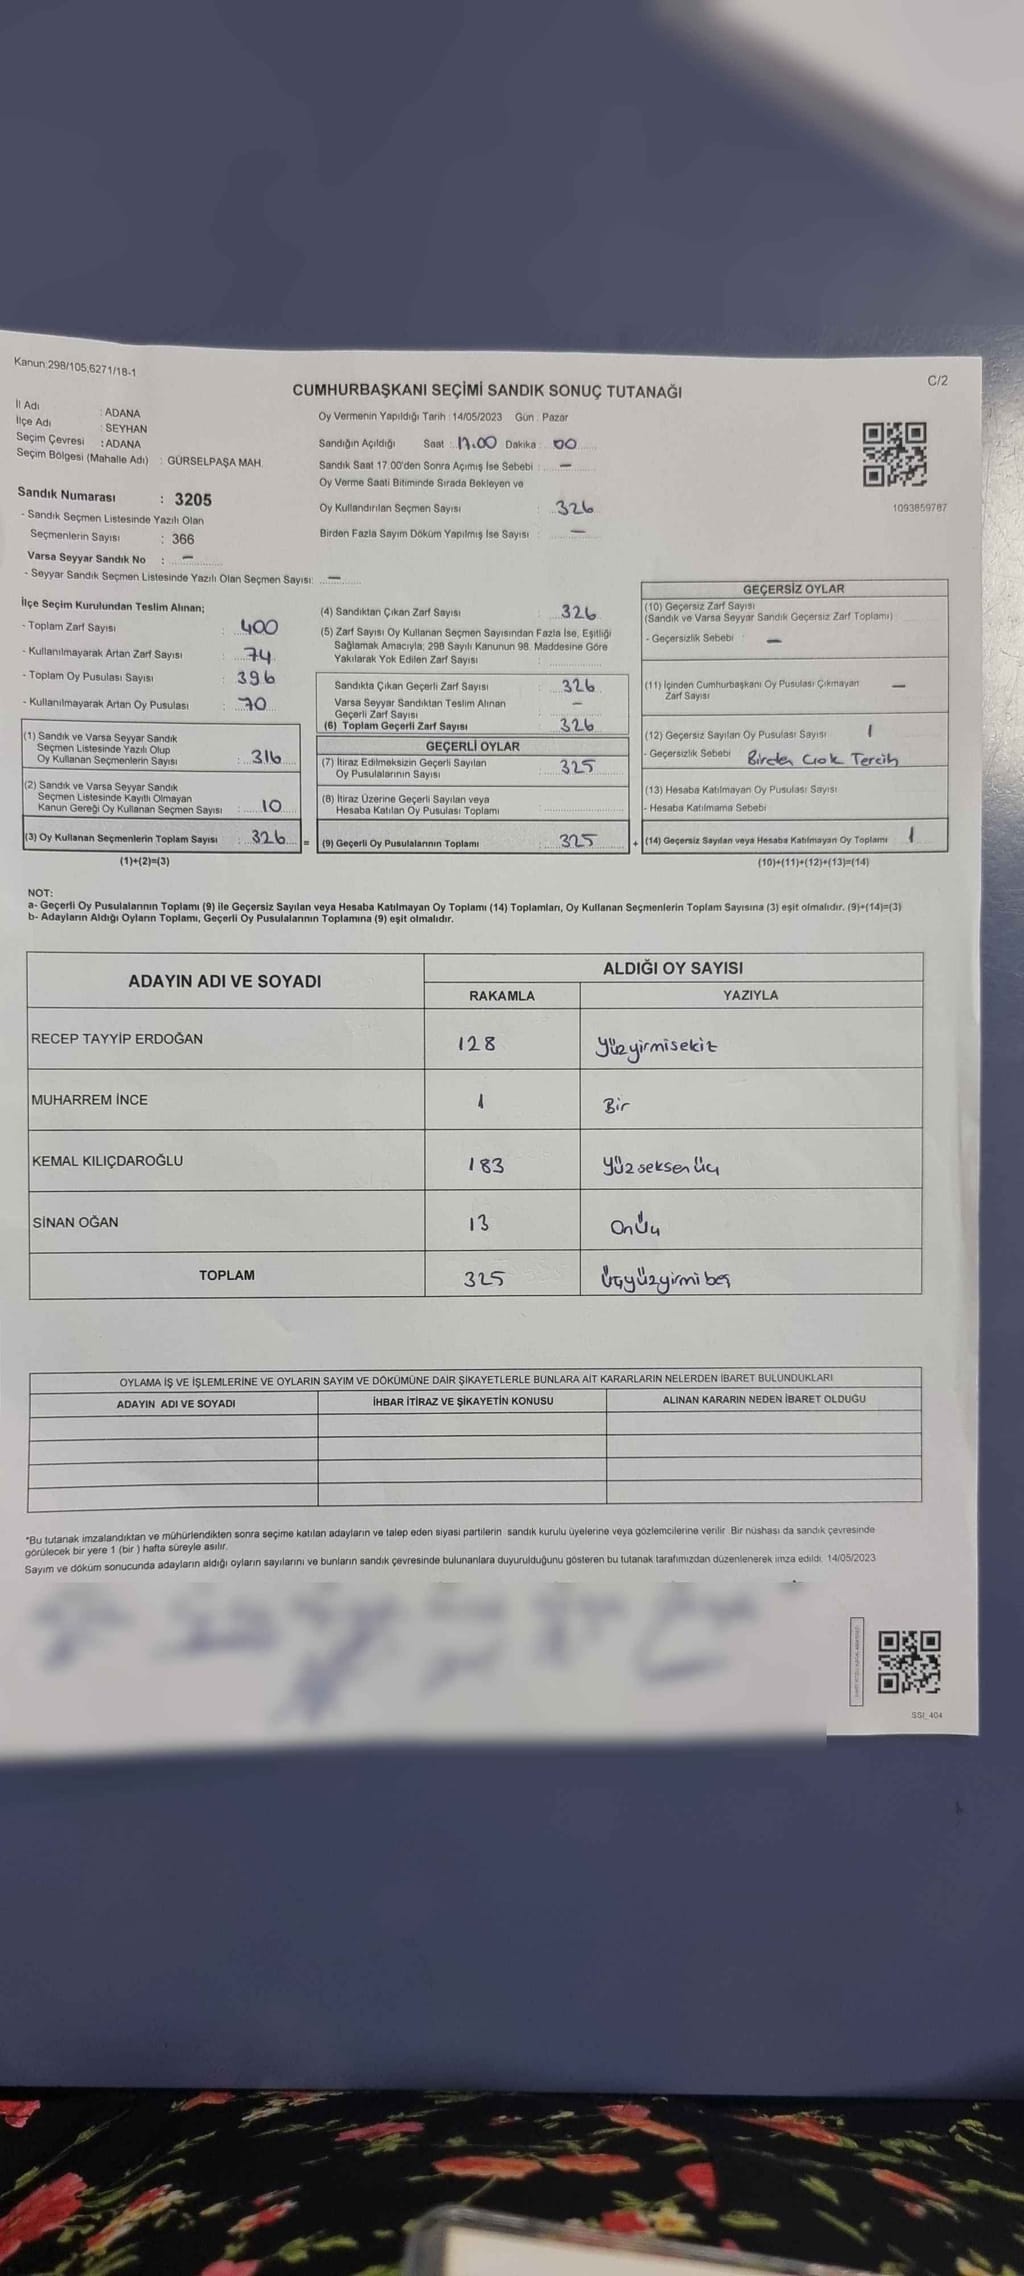 Kanun:298/105,6271/18-1
C/2
CUMHURBAŞKANI SEÇİMİ SANDIK SONUÇ TUTANAĞI
İl Adı : ADANA
İlçe Adı : SEYHAN
Seçim Çevresi : ADANA
Seçim Bölgesi (Mahalle Adı) : GÜRSELPAŞA MAH.
Sandık Numarası : 3205
- Sandık Seçmen Listesinde Yazılı Olan
Seçmenlerin Sayısı : 366
Varsa Seyyar Sandık No : -
- Seyyar Sandık Seçmen Listesinde Yazılı Olan Seçmen Sayısı: -
Oy Vermenin Yapıldığı Tarih : 14/05/2023 Gün : Pazar
Sandığın Açıldığı Saat : 17.00 Dakika : 00
Sandık Saat 17.00'den Sonra Açımış İse Sebebi : -
Oy Verme Saati Bitiminde Sırada Bekleyen ve
Oy Kullandırılan Seçmen Sayısı : 326
Birden Fazla Sayım Döküm Yapılmış İse Sayısı : -
1093859787
İlçe Seçim Kurulundan Teslim Alınan;
- Toplam Zarf Sayısı : 400
- Kullanılmayarak Artan Zarf Sayısı : 74
- Toplam Oy Pusulası Sayısı : 396
- Kullanılmayarak Artan Oy Pusulası : 70
(1) Sandık ve Varsa Seyyar Sandık
Seçmen Listesinde Yazılı Olup
Oy Kullanan Seçmenlerin Sayısı : 316
(2) Sandık ve Varsa Seyyar Sandık
Seçmen Listesinde Kayıtlı Olmayan
Kanun Gereği Oy Kullanan Seçmen Sayısı : 10
(3) Oy Kullanan Seçmenlerin Toplam Sayısı : 326 =
(1)+(2)=(3)
(4) Sandıktan Çıkan Zarf Sayısı : 326
(5) Zarf Sayısı Oy Kullanan Seçmen Sayısından Fazla İse, Eşitliği
Sağlamak Amacıyla; 298 Sayılı Kanunun 98. Maddesine Göre
Yakılarak Yok Edilen Zarf Sayısı :
Sandıkta Çıkan Geçerli Zarf Sayısı : 326
Varsa Seyyar Sandıktan Teslim Alınan
Geçerli Zarf Sayısı : -
(6) Toplam Geçerli Zarf Sayısı : 326
GEÇERLİ OYLAR
(7) İtiraz Edilmeksizin Geçerli Sayılan
Oy Pusulalarının Sayısı : 325
(8) İtiraz Üzerine Geçerli Sayılan veya
Hesaba Katılan Oy Pusulası Toplamı :
(9) Geçerli Oy Pusulalarının Toplamı : 325 +
GEÇERSİZ OYLAR
(10) Geçersiz Zarf Sayısı
(Sandık ve Varsa Seyyar Sandık Geçersiz Zarf Toplamı)
- Geçersizlik Sebebi : -
(11) İçinden Cumhurbaşkanı Oy Pusulası Çıkmayan -
Zarf Sayısı
(12) Geçersiz Sayılan Oy Pusulası Sayısı 1
- Geçersizlik Sebebi Birden Çok Tercih
(13) Hesaba Katılmayan Oy Pusulası Sayısı
- Hesaba Katılmama Sebebi
(14) Geçersiz Sayılan veya Hesaba Katılmayan Oy Toplamı 1
(10)+(11)+(12)+(13)=(14)
NOT:
a- Geçerli Oy Pusulalarının Toplamı (9) ile Geçersiz Sayılan veya Hesaba Katılmayan Oy Toplamı (14) Toplamları, Oy Kullanan Seçmenlerin Toplam Sayısına (3) eşit olmalıdır. (9)+(14)=(3)
b- Adayların Aldığı Oyların Toplamı, Geçerli Oy Pusulalarının Toplamına (9) eşit olmalıdır.
ADAYIN ADI VE SOYADI ALDIĞI OY SAYISI
RAKAMLA YAZIYLA
RECEP TAYYİP ERDOĞAN 128 Yüzyirmisekiz
MUHARREM İNCE 1 Bir
KEMAL KILIÇDAROĞLU 183 Yüzseksenüç
SİNAN OĞAN 13 Onüç
TOPLAM 325 Üçyüzyirmibeş
OYLAMA İŞ VE İŞLEMLERİNE VE OYLARIN SAYIM VE DÖKÜMÜNE DAİR ŞİKAYETLERLE BUNLARA AİT KARARLARIN NELERDEN İBARET BULUNDUKLARI
ADAYIN ADI VE SOYADI İHBAR İTİRAZ VE ŞİKAYETİN KONUSU ALINAN KARARIN NEDEN İBARET OLDUĞU
*Bu tutanak imzalandıktan ve mühürlendikten sonra seçime katılan adayların ve talep eden siyasi partilerin sandık kurulu üyelerine veya gözlemcilerine verilir. Bir nüshası da sandık çevresinde
görülecek bir yere 1 (bir ) hafta süreyle asılır.
Sayım ve döküm sonucunda adayların aldığı oyların sayılarını ve bunların sandık çevresinde bulunanlara duyurulduğunu gösteren bu tutanak tarafımızdan düzenlenerek imza edildi. 14/05/2023
SSI_404